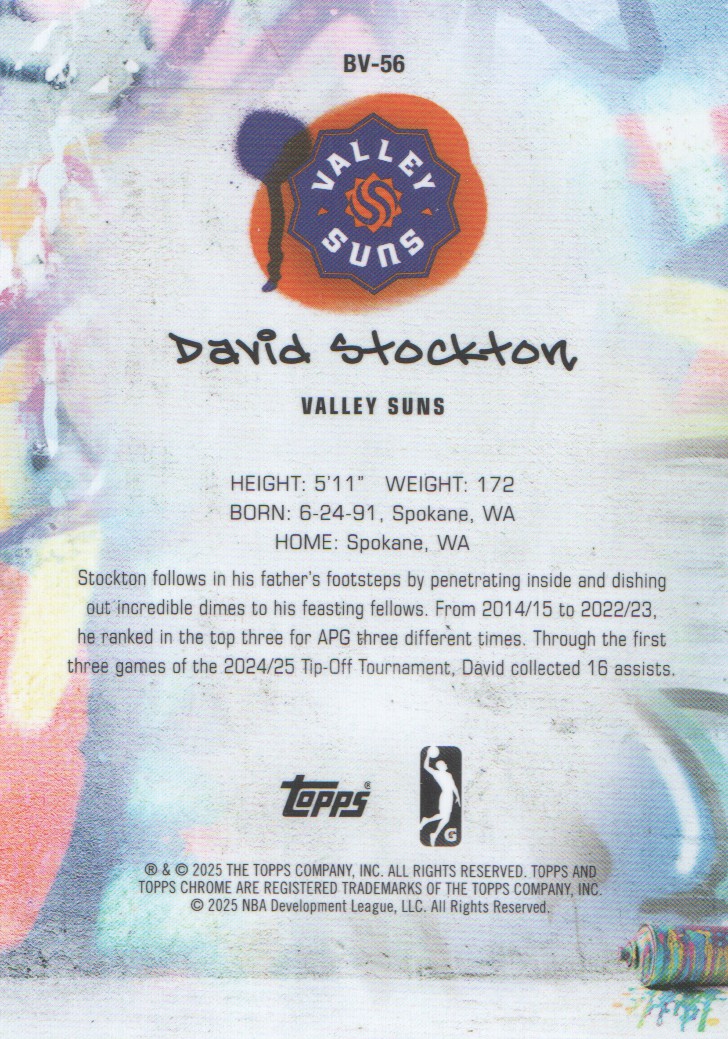 BV-56
VALLEY
SUNS
David Stockton
VALLEY SUNS
HEIGHT: 5'11" WEIGHT: 172
BORN: 6-24-91, Spokane, WA
HOME: Spokane, WA
Stockton follows in his father's footsteps by penetrating inside and dishing
out incredible dimes to his feasting fellows. From 2014/15 to 2022/23,
he ranked in the top three for APG three different times. Through the first
three games of the 2024/25 Tip-Off Tournament, David collected 16 assists.
topps®
G
® & © 2025 THE TOPPS COMPANY, INC. ALL RIGHTS RESERVED. TOPPS AND
TOPPS CHROME ARE REGISTERED TRADEMARKS OF THE TOPPS COMPANY, INC.
© 2025 NBA Development League, LLC. All Rights Reserved.